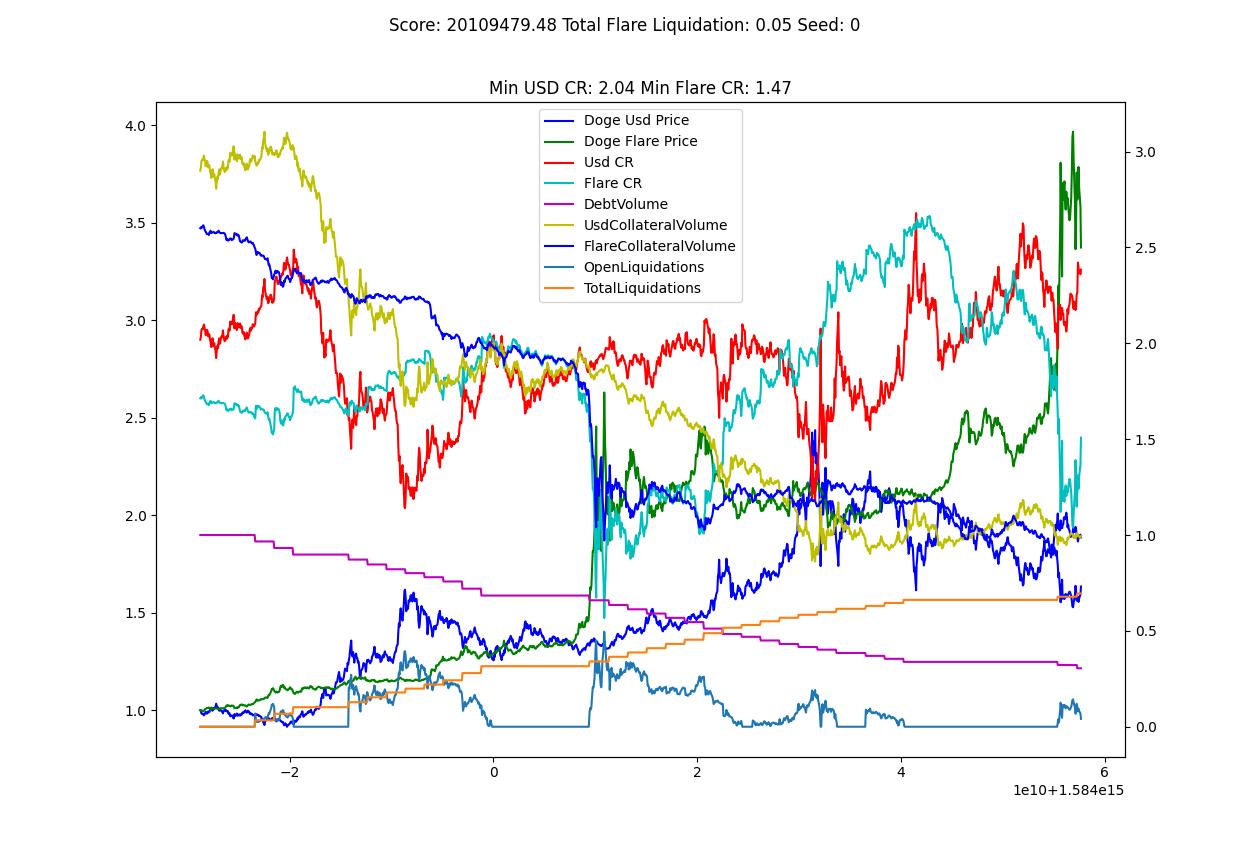 Score: 20109479.48 Total Flare Liquidation: 0.05 Seed: 0
Min USD CR: 2.04 Min Flare CR: 1.47
Doge Usd Price
Doge Flare Price
Usd CR
Flare CR
DebtVolume
UsdCollateralVolume
FlareCollateralVolume
OpenLiquidations
TotalLiquidations
4.0
3.5
3.0
2.5
2.0
1.5
1.0
3.0
2.5
2.0
1.5
1.0
0.5
0.0
−2
0
2
4
6
1e10+1.584e15